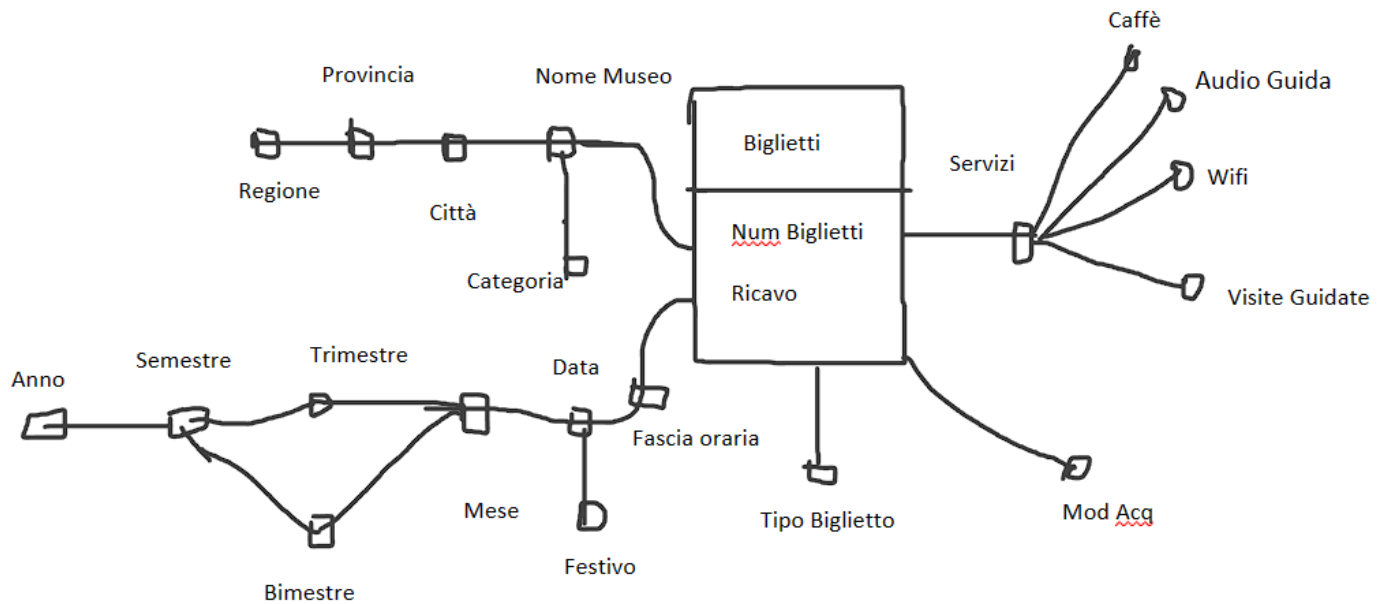 Caffè
Provincia
Nome Museo
Audio Guida
Biglietti
Servizi
Wifi
Regione
Città
Num Biglietti
Categoria
Ricavo
Visite Guidate
Semestre
Trimestre
Data
Anno
Fascia oraria
Mese
Tipo Biglietto
Mod Acq
Festivo
Bimestre